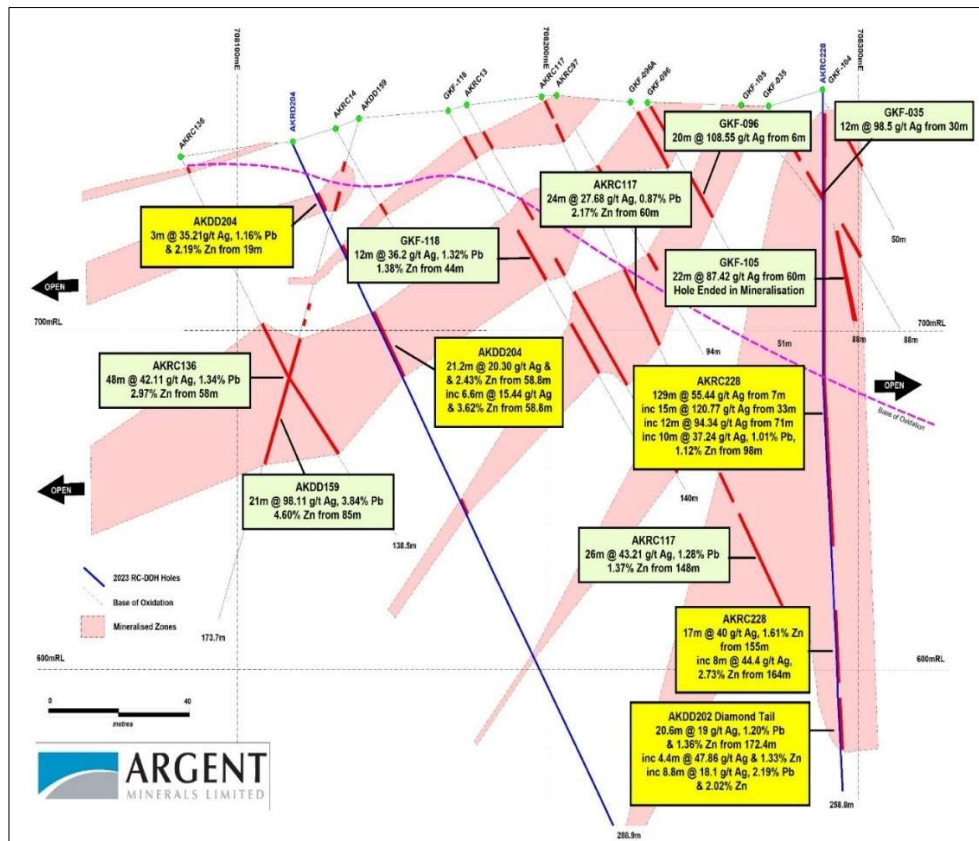 708100mE
708200mE
708300mE
AKRC136
AKRD204
AKRC14
AKDD159
GKF-118
AKRC13
AKRC117
AKRC97
GKF-096A
GKF-096
GKF-105
GKF-035
AKRC228
GKF-104
GKF-035
12m @ 98.5 g/t Ag from 30m
GKF-096
20m @ 108.55 g/t Ag from 6m
AKRC117
24m @ 27.68 g/t Ag, 0.87% Pb
2.17% Zn from 60m
AKDD204
3m @ 35.21g/t Ag, 1.16% Pb
& 2.19% Zn from 19m
GKF-118
12m @ 36.2 g/t Ag, 1.32% Pb
1.38% Zn from 44m
50m
GKF-105
22m @ 87.42 g/t Ag from 60m
Hole Ended in Mineralisation
OPEN
700mRL
700mRL
51m
88m
88m
94m
AKRC136
48m @ 42.11 g/t Ag, 1.34% Pb
2.97% Zn from 58m
AKDD204
21.2m @ 20.30 g/t Ag &
& 2.43% Zn from 58.8m
inc 6.6m @ 15.44 g/t Ag
& 3.62% Zn from 58.8m
AKRC228
129m @ 55.44 g/t Ag from 7m
inc 15m @ 120.77 g/t Ag from 33m
inc 12m @ 94.34 g/t Ag from 71m
inc 10m @ 37.24 g/t Ag, 1.01% Pb,
1.12% Zn from 98m
OPEN
Base of Oxidation
OPEN
AKDD159
21m @ 98.11 g/t Ag, 3.84% Pb
4.60% Zn from 85m
140m
138.5m
AKRC117
26m @ 43.21 g/t Ag, 1.28% Pb
1.37% Zn from 148m
2023 RC-DDH Holes
Base of Oxidation
Mineralised Zones
173.7m
AKRC228
17m @ 40 g/t Ag, 1.61% Zn
from 155m
inc 8m @ 44.4 g/t Ag,
2.73% Zn from 164m
600mRL
600mRL
0 40
metres
AKDD202 Diamond Tail
20.6m @ 19 g/t Ag, 1.20% Pb
& 1.36% Zn from 172.4m
inc 4.4m @ 47.86 g/t Ag & 1.33% Zn
inc 8.8m @ 18.1 g/t Ag, 2.19% Pb
& 2.02% Zn
258.8m
288.9m
ARGENT
MINERALS LIMITED